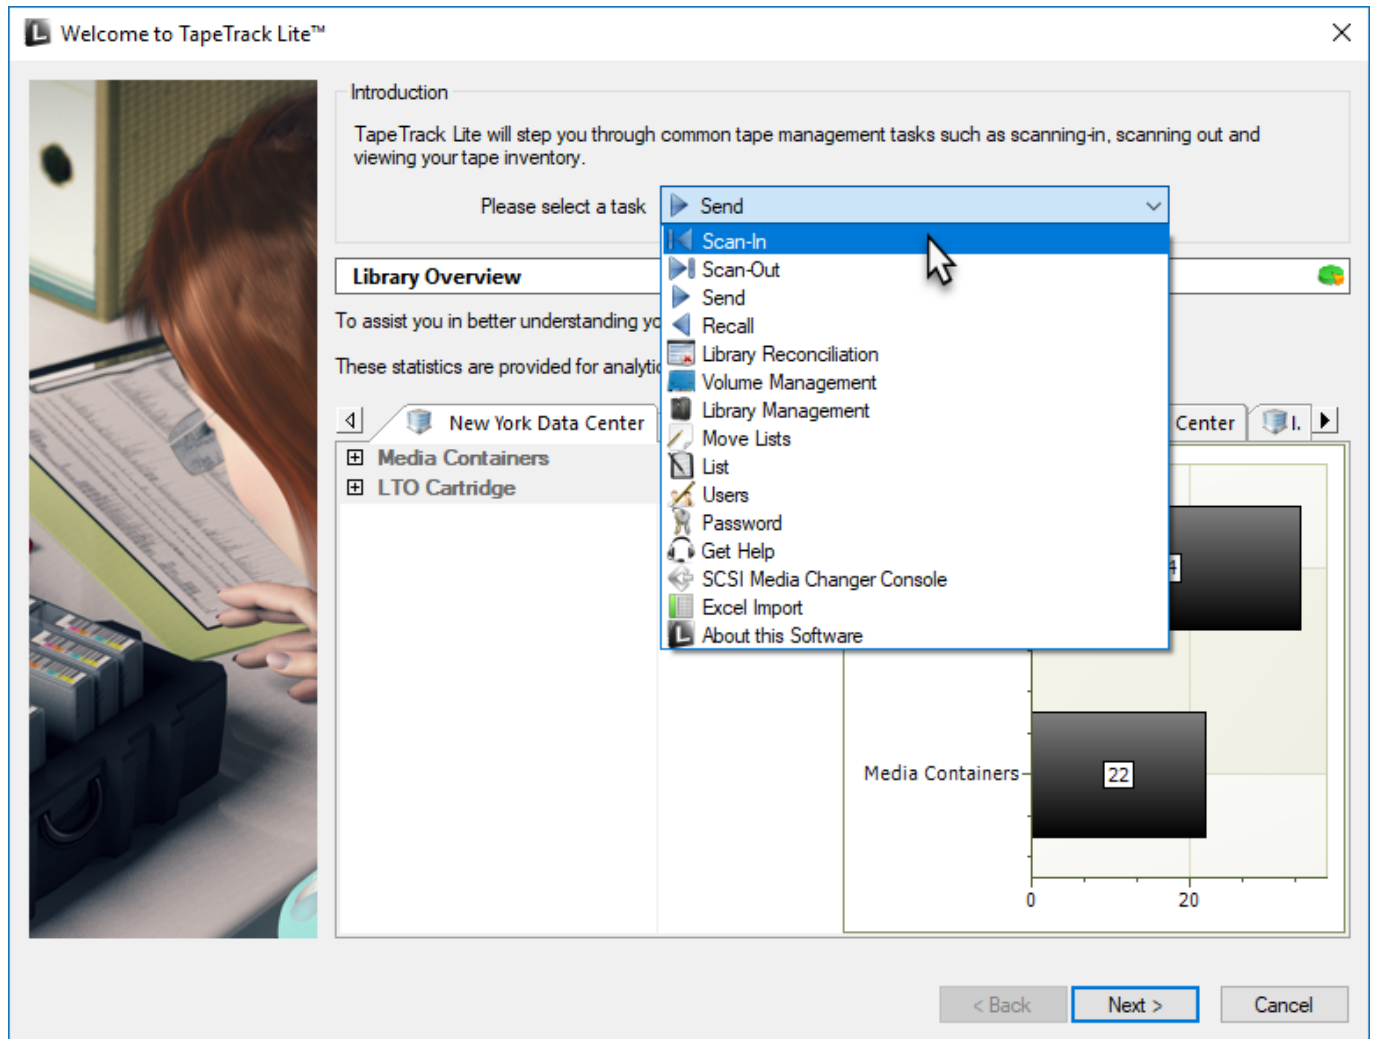 Welcome to TapeTrack Lite™
Introduction
TapeTrack Lite will step you through common tape management tasks such as scanning-in, scanning out and
viewing your tape inventory.
Please select a task
Send
Scan-In
Scan-Out
Send
Recall
Library Reconciliation
Volume Management
Library Management
Move Lists
List
Users
Password
Get Help
SCSI Media Changer Console
Excel Import
About this Software
Library Overview
To assist you in better understanding
These statistics are provided for
New York Data Center
Center
I.
Media Containers
LTO Cartridge
4
Media Containers
22
0
20
< Back
Next >
Cancel